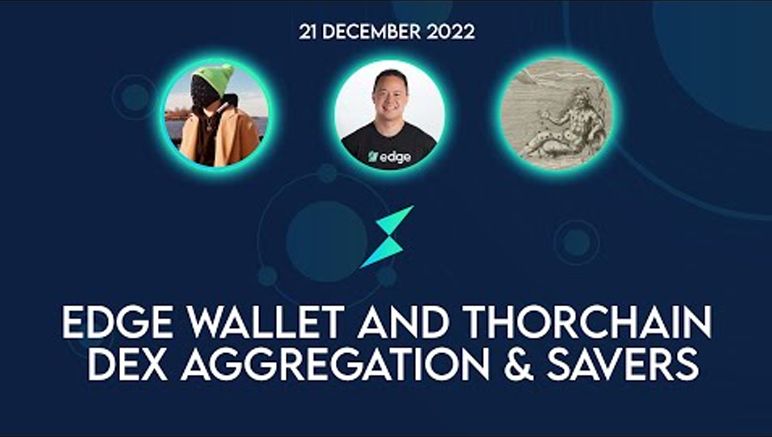 21 DECEMBER 2022
edge
EDGE WALLET AND THORCHAIN
DEX AGGREGATION & SAVERS